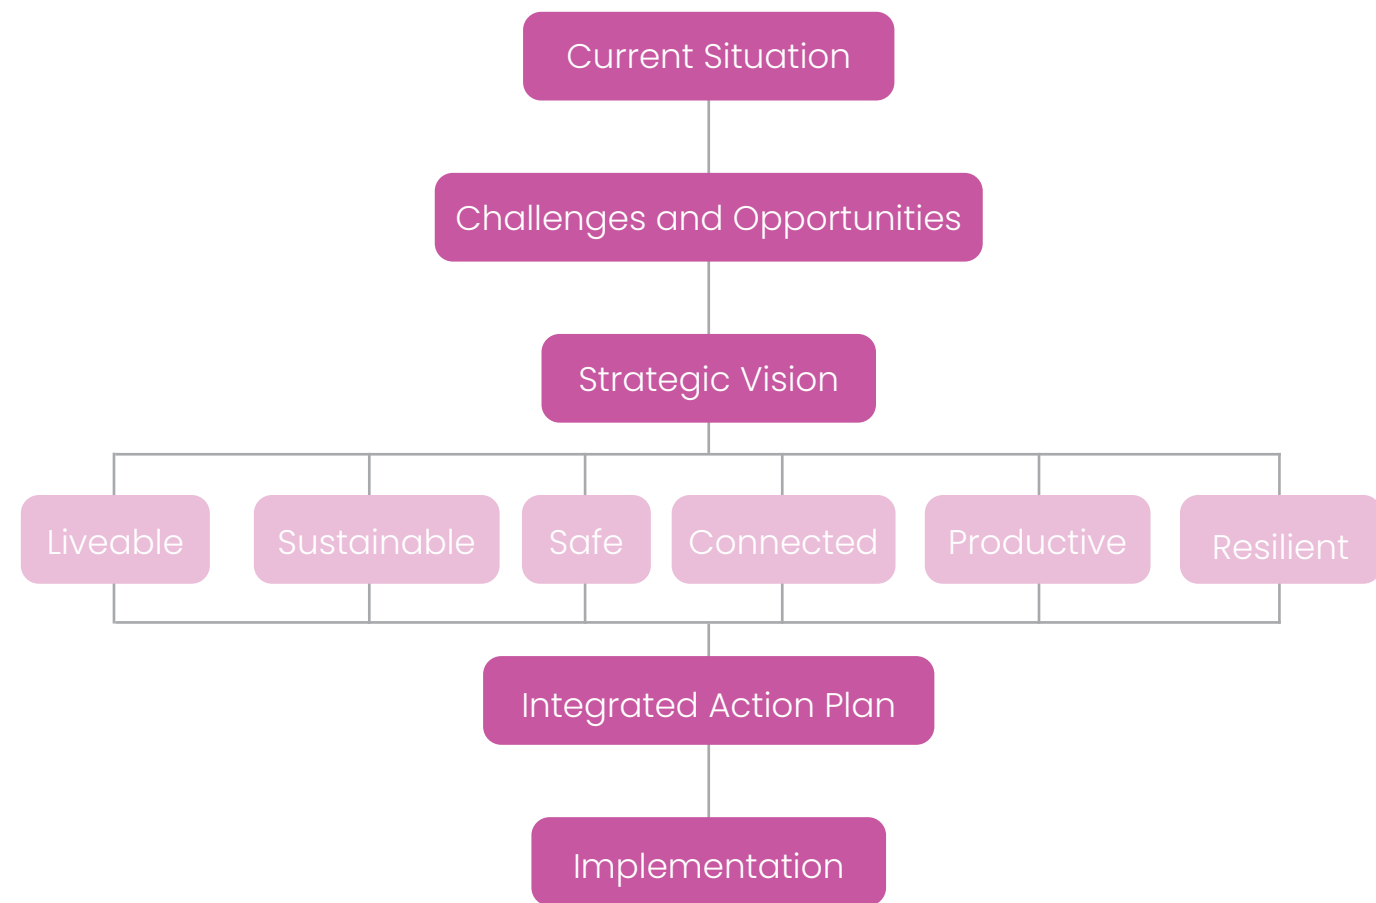 Current Situation
Challenges and Opportunities
Strategic Vision
Liveable
Sustainable
Safe
Connected
Productive
Resilient
Integrated Action Plan
Implementation